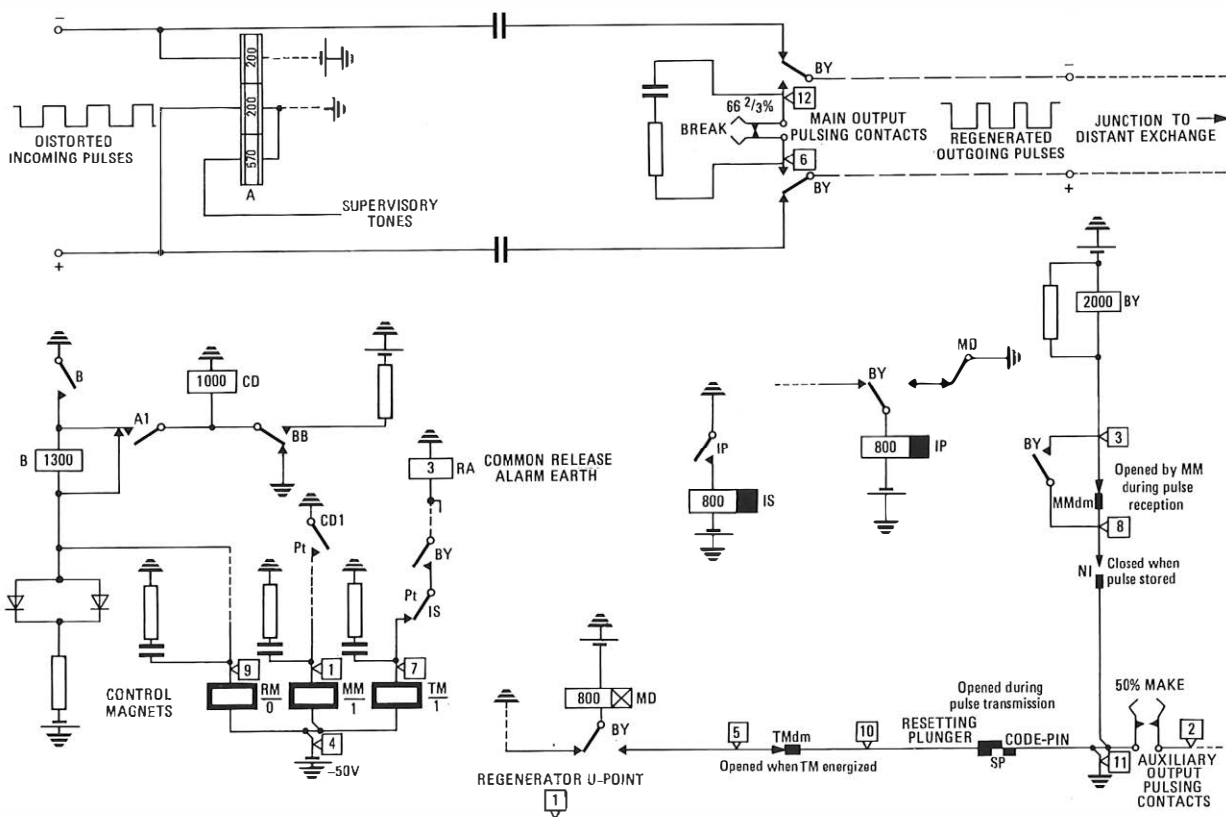 −
200
200
570
A
DISTORTED
INCOMING PULSES
SUPERVISORY
TONES
+
BY
12
66 2/3%
BREAK
MAIN OUTPUT
PULSING CONTACTS
6
BY
−
REGENERATED
OUTGOING PULSES
JUNCTION TO
DISTANT EXCHANGE
+
B
B
1300
A1
1000
CD
BB
3
RA
COMMON RELEASE
ALARM EARTH
CD1
Pt
BY
Pt
IS
CONTROL
MAGNETS
9
1
7
RM
0
MM
1
TM
1
4
−50V
IP
800
IS
BY
MD
800
IP
2000
BY
BY
3
MMdm
8
Opened by MM
during pulse
reception
NI
Closed when
pulse stored
800
MD
BY
REGENERATOR U-POINT
1
5
TMdm
Opened when TM energized
10
Opened during
pulse transmission
RESETTING
PLUNGER
CODE-PIN
SP
50% MAKE
11
2
AUXILIARY
OUTPUT
PULSING
CONTACTS